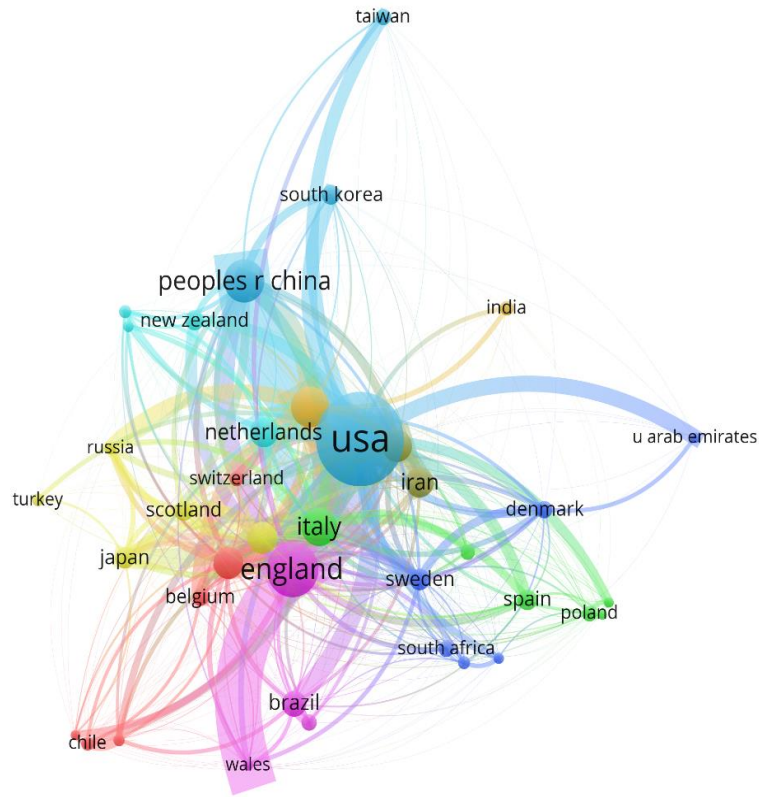 taiwan
south korea
peoples r china
india
new zealand
netherlands
usa
u arab emirates
russia
switzerland
iran
turkey
scotland
denmark
italy
japan
england
sweden
belgium
spain
poland
south africa
brazil
chile
wales